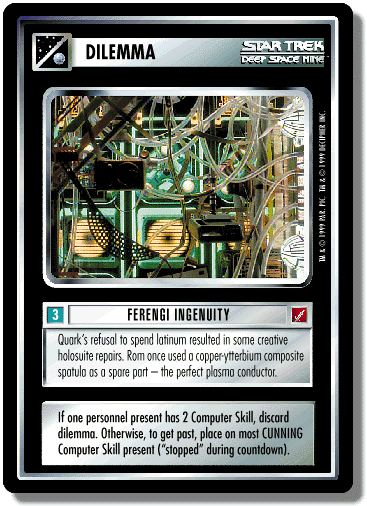 DILEMMA
STAR TREK
DEEP SPACE NINE
TM & © 1999 PAR. PIC. TM & © 1999 DECIPHER INC.
3 FERENGI INGENUITY
Quark's refusal to spend latinum resulted in some creative
holosuite repairs. Rom once used a copper-ytterbium composite
spatula as a spare part – the perfect plasma conductor.
If one personnel present has 2 Computer Skill, discard
dilemma. Otherwise, to get past, place on most CUNNING
Computer Skill present ("stopped" during countdown).